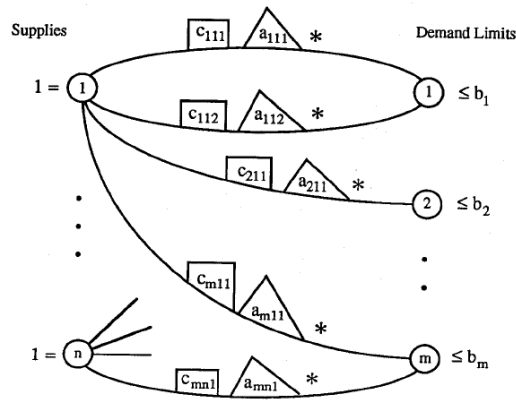 Supplies
Demand Limits
c111 a111 *
1 = 1
1 ≤ b1
c112 a112 *
c211 a211 *
2 ≤ b2
cm11 am11 *
1 = n
m ≤ bm
cmn1 amn1 *